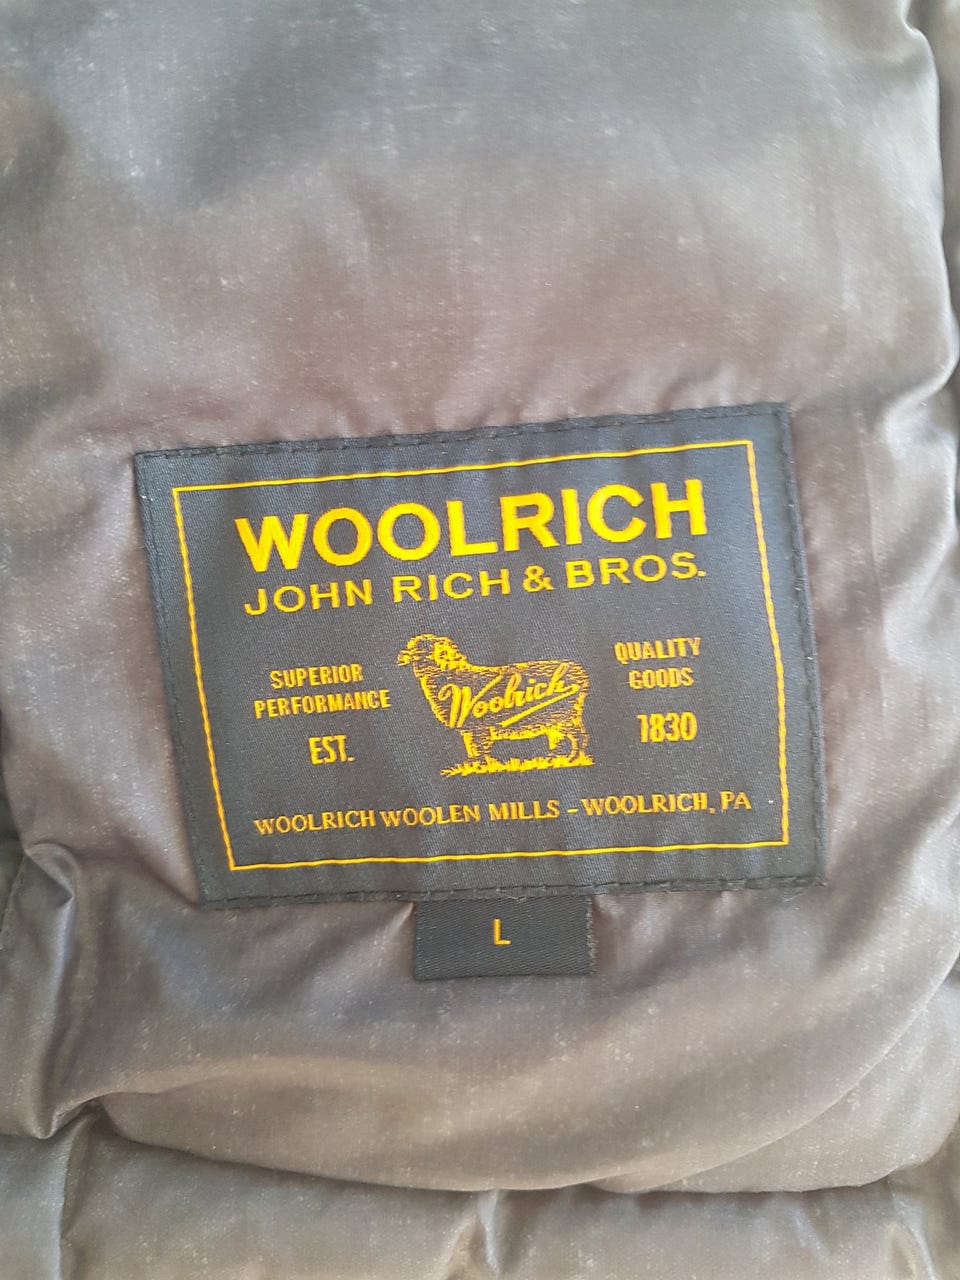 WOOLRICH
JOHN RICH & BROS.
SUPERIOR
PERFORMANCE
EST.
Woolrich
QUALITY
GOODS
1830
WOOLRICH WOOLEN MILLS - WOOLRICH, PA
L